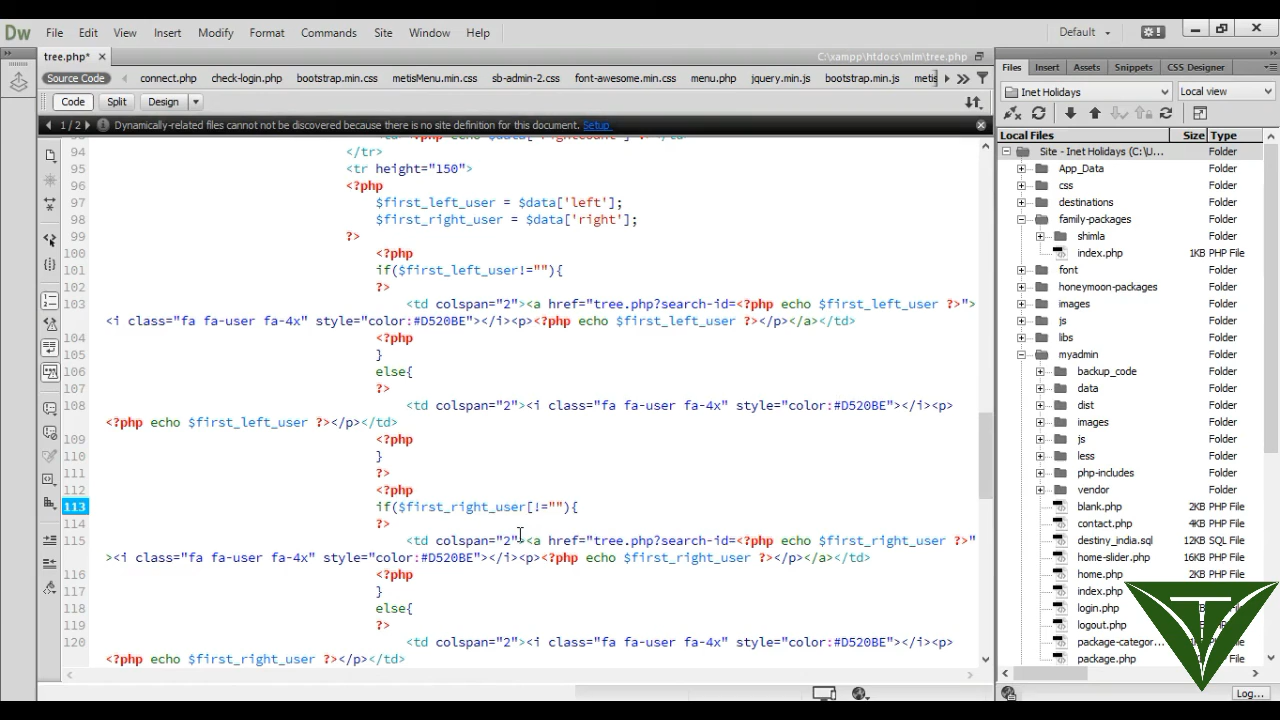 Dw File Edit View Insert Modify Format Commands Site Window Help Default
tree.php* C:\xampp\htdocs\mlm\tree.php
Source Code connect.php check-login.php bootstrap.min.css metisMenu.min.css sb-admin-2.css font-awesome.min.css menu.php jquery.min.js bootstrap.min.js metis
Code Split Design
1 / 2 Dynamically-related files cannot not be discovered because there is no site definition for this document. Setup
94 </tr>
95 <tr height="150">
96 <?php
97 $first_left_user = $data['left'];
98 $first_right_user = $data['right'];
99 ?>
100 <?php
101 if($first_left_user!=""){
102 ?>
103 <td colspan="2"><a href="tree.php?search-id=<?php echo $first_left_user ?>">
<i class="fa fa-user fa-4x" style="color:#D520BE"></i><p><?php echo $first_left_user ?></p></a></td>
104 <?php
105 }
106 else{
107 ?>
108 <td colspan="2"><i class="fa fa-user fa-4x" style="color:#D520BE"></i><p>
<?php echo $first_left_user ?></p></td>
109 <?php
110 }
111 ?>
112 <?php
113 if($first_right_user[!=""){
114 ?>
115 <td colspan="2"><a href="tree.php?search-id=<?php echo $first_right_user ?>"
><i class="fa fa-user fa-4x" style="color:#D520BE"></i><p><?php echo $first_right_user ?></p></a></td>
116 <?php
117 }
118 else{
119 ?>
120 <td colspan="2"><i class="fa fa-user fa-4x" style="color:#D520BE"></i><p>
<?php echo $first_right_user ?></p></td>
Files Insert Assets Snippets CSS Designer
Inet Holidays Local view
Local Files Size Type
Site - Inet Holidays (C:\U... Folder
App_Data Folder
css Folder
destinations Folder
family-packages Folder
shimla Folder
index.php 1KB PHP File
font Folder
honeymoon-packages Folder
images Folder
js Folder
libs Folder
myadmin Folder
backup_code Folder
data Folder
dist Folder
images Folder
js Folder
less Folder
php-includes Folder
vendor Folder
blank.php 2KB PHP File
contact.php 4KB PHP File
destiny_india.sql 12KB SQL File
home-slider.php 16KB PHP File
home.php 2KB PHP File
index.php
login.php
logout.php
package-categor...
package.php File
Log...